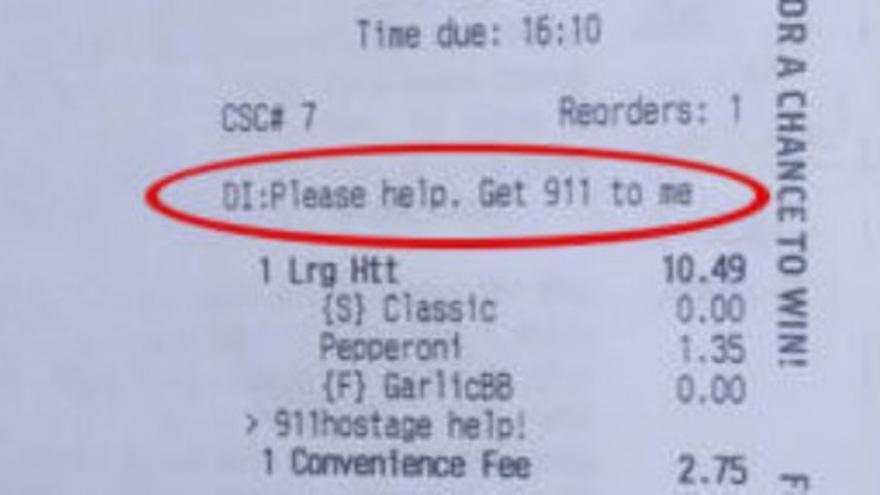 Time due: 16:10
CSC# 7 Reorders: 1
DI:Please help. Get 911 to me
1 Lrg Htt 10.49
{S} Classic 0.00
Pepperoni 1.35
{F} GarlicBB 0.00
> 911hostage help!
1 Convenience Fee 2.75
OR A CHANCE TO WIN!
F